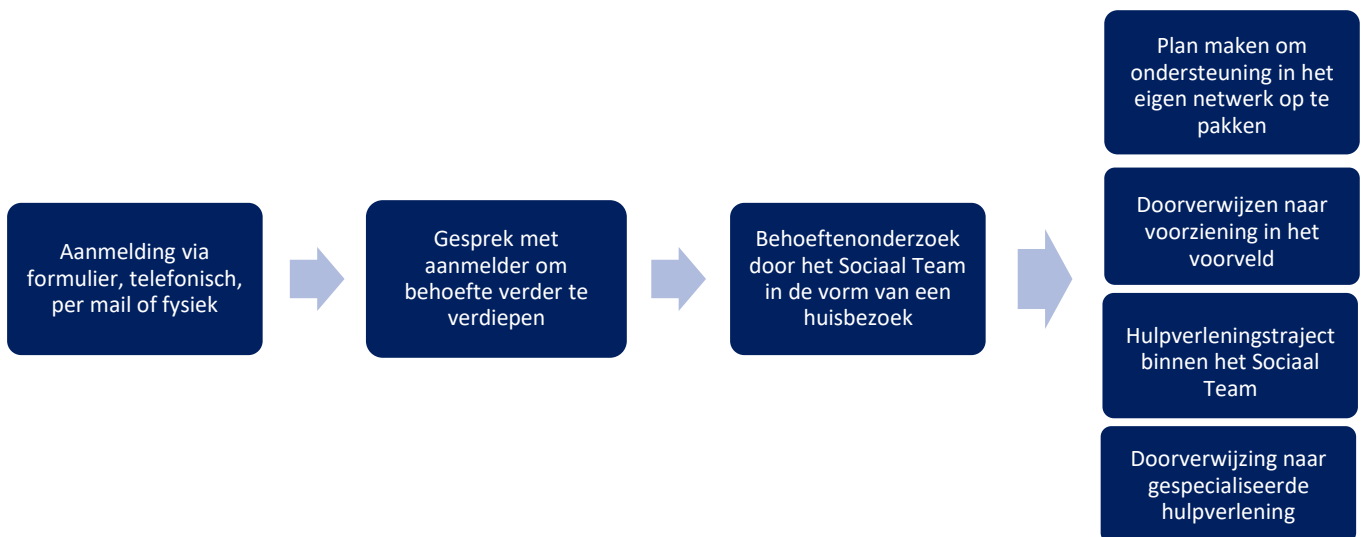 Aanmelding via
formulier, telefonisch,
per mail of fysiek
Gesprek met
aanmelder om
behoefte verder te
verdiepen
Behoeftenonderzoek
door het Sociaal Team
in de vorm van een
huisbezoek
Plan maken om
ondersteuning in het
eigen netwerk op te
pakken
Doorverwijzen naar
voorziening in het
voorveld
Hulpverleningstraject
binnen het Sociaal
Team
Doorverwijzing naar
gespecialiseerde
hulpverlening